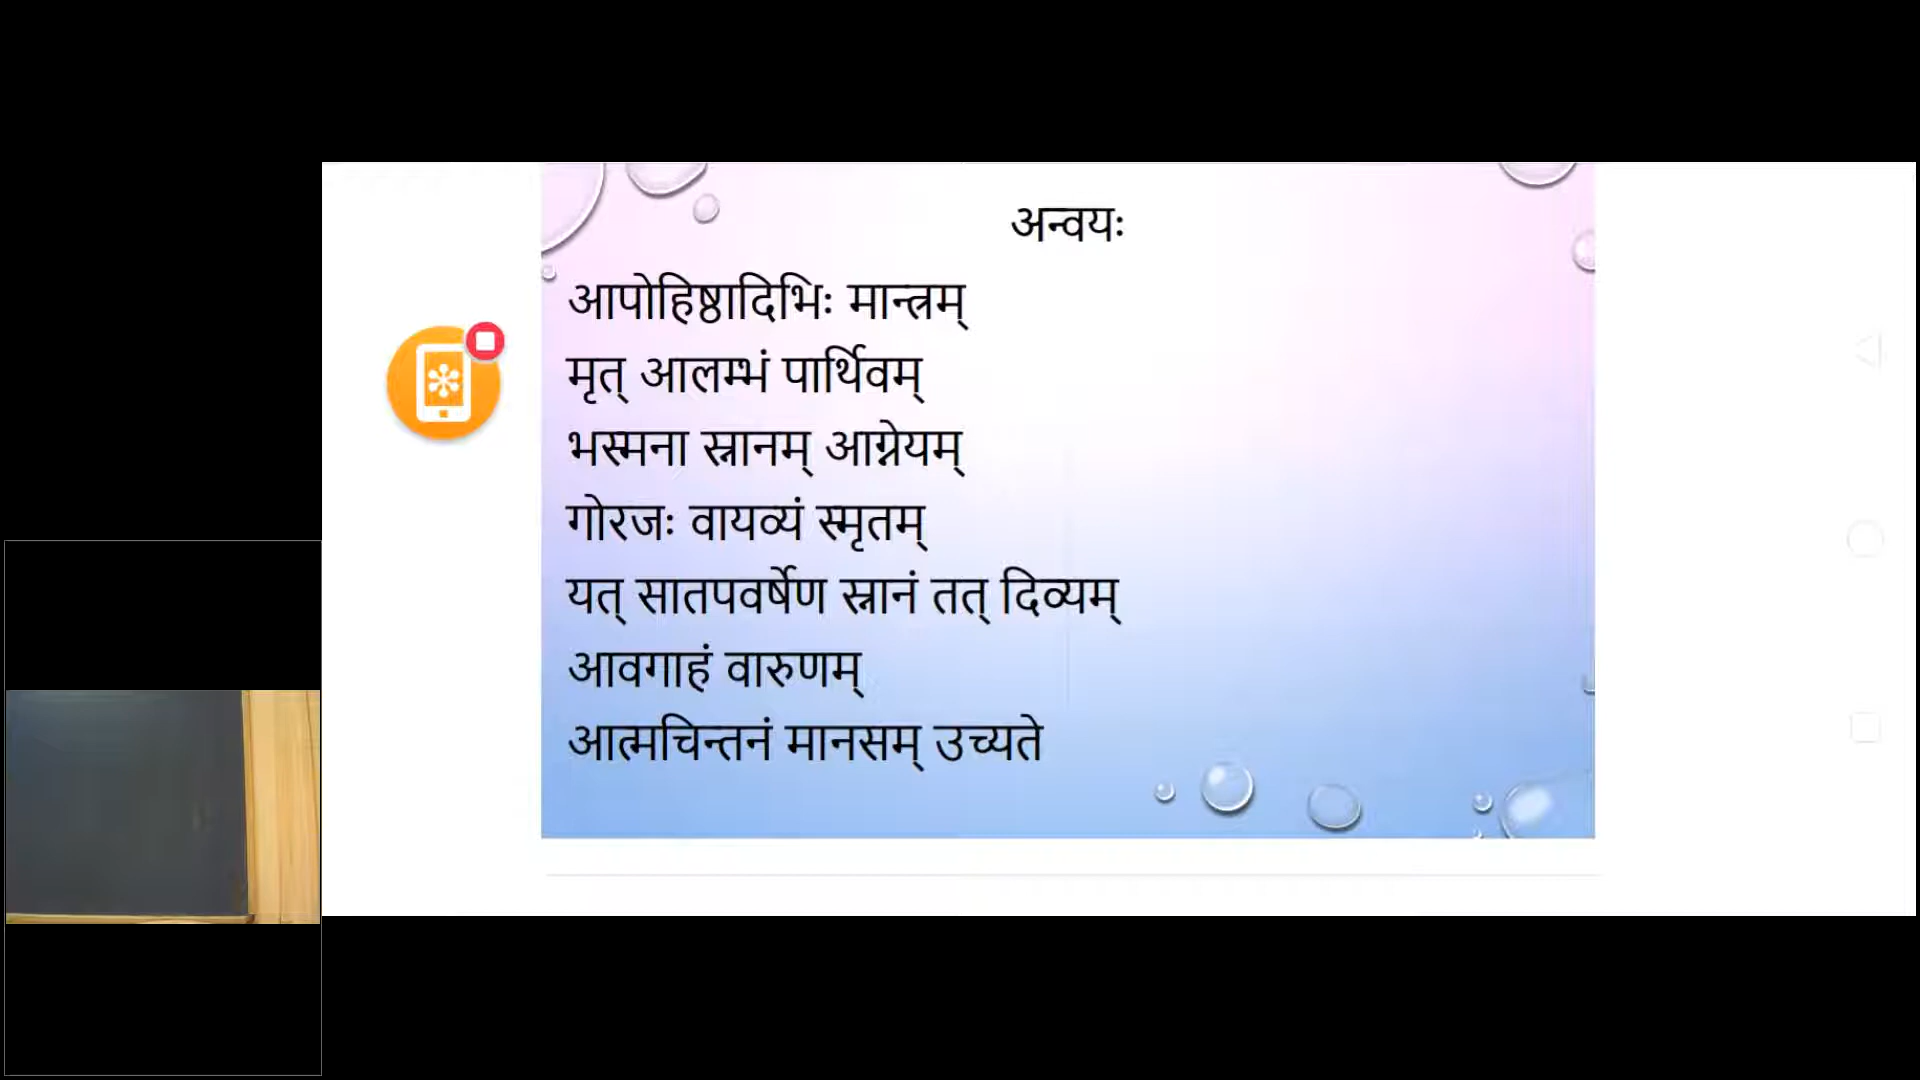 अन्वयः
आपोहिष्ठादिभिः मान्त्रम्
मृत् आलम्भं पार्थिवम्
भस्मना स्नानम् आग्नेयम्
गोरजः वायव्यं स्मृतम्
यत् सातपवर्षेण स्नानं तत् दिव्यम्
आवगाहं वारुणम्
आत्मचिन्तनं मानसम् उच्यते